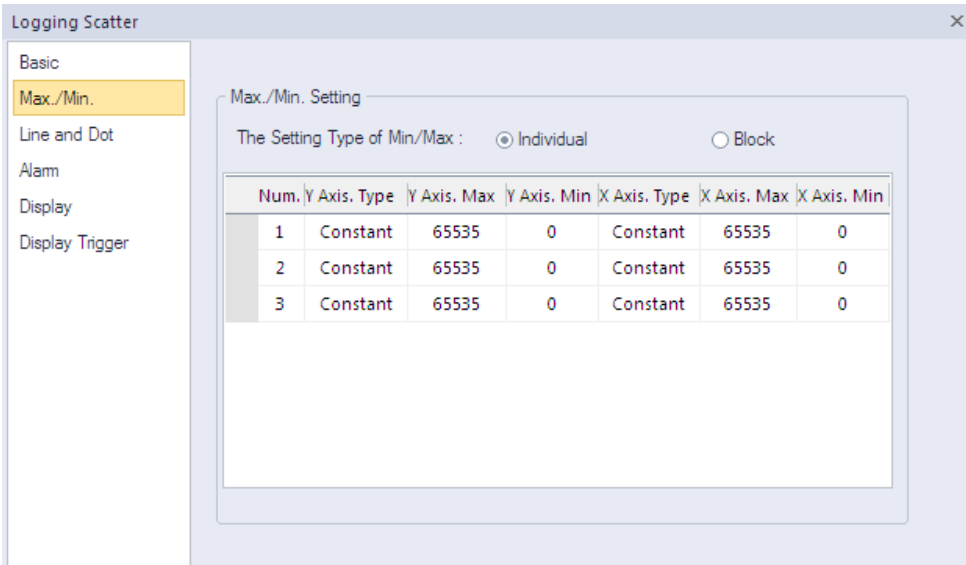 Logging Scatter
Basic
Max./Min.
Line and Dot
Alarm
Display
Display Trigger
Max./Min. Setting
The Setting Type of Min/Max : Individual Block
Num. Y Axis. Type Y Axis. Max Y Axis. Min X Axis. Type X Axis. Max X Axis. Min
1 Constant 65535 0 Constant 65535 0
2 Constant 65535 0 Constant 65535 0
3 Constant 65535 0 Constant 65535 0